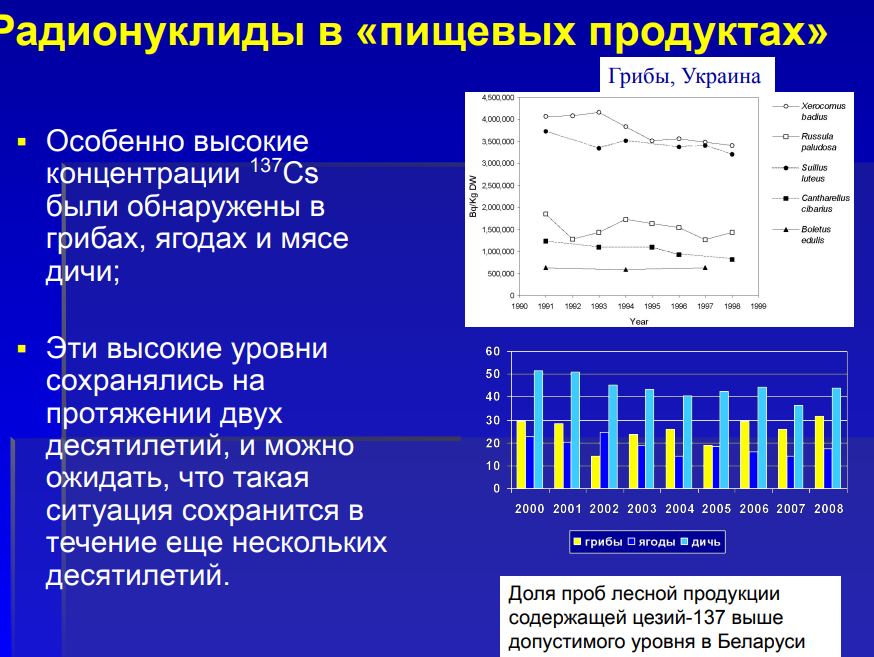 Радионуклиды в «пищевых продуктах»
▪ Особенно высокие
концентрации ¹³⁷Cs
были обнаружены в
грибах, ягодах и мясе
дичи;
▪ Эти высокие уровни
сохранялись на
протяжении двух
десятилетий, и можно
ожидать, что такая
ситуация сохранится в
течение еще нескольких
десятилетий.
Грибы, Украина
4,500,000
4,000,000
3,500,000
3,000,000
2,500,000
2,000,000
1,500,000
1,000,000
500,000
0
Bq/Kg DW
1990 1991 1992 1993 1994 1995 1996 1997 1998 1999
Year
Xerocomus
badius
Russula
paludosa
Suillus
luteus
Cantharellus
cibarius
Boletus
edulis
60
50
40
30
20
10
0
2000 2001 2002 2003 2004 2005 2006 2007 2008
грибы ягоды дичь
Доля проб лесной продукции
содержащей цезий-137 выше
допустимого уровня в Беларуси